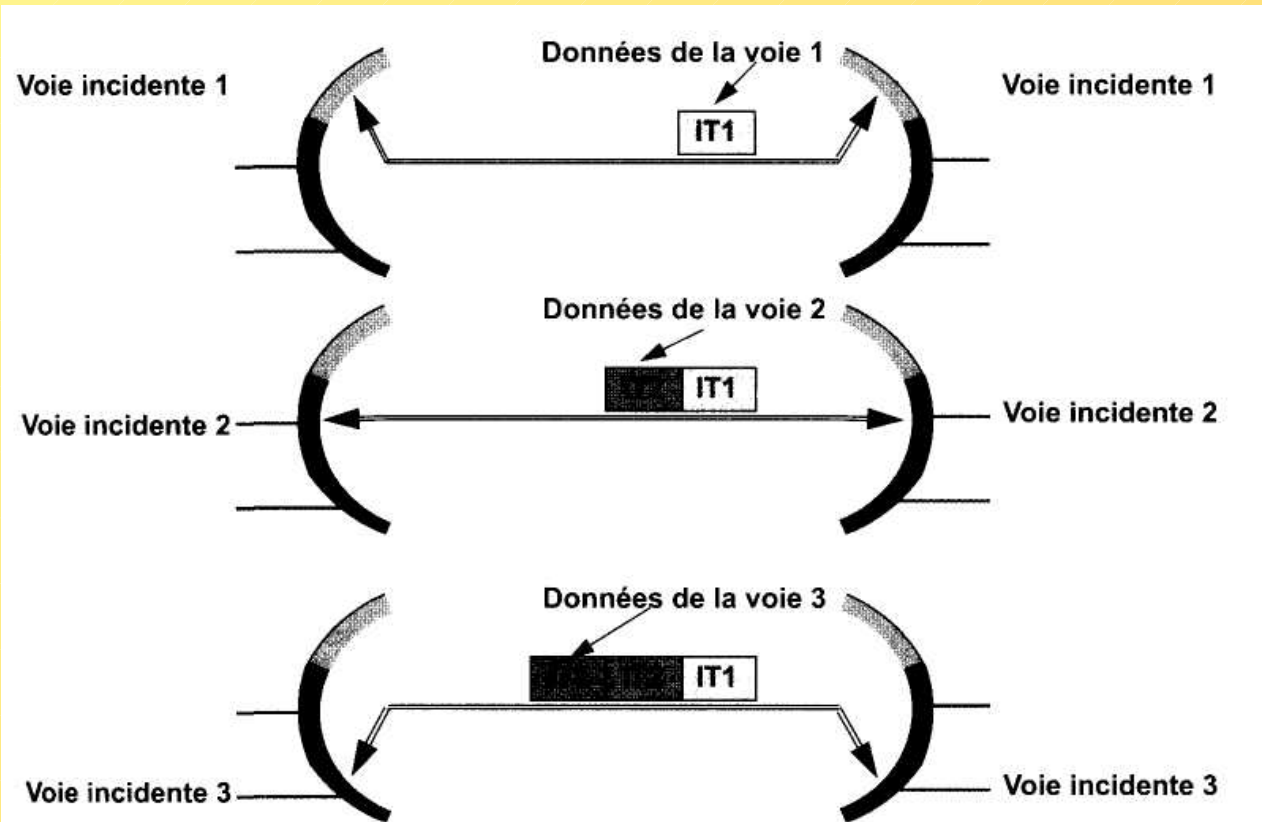 Données de la voie 1
Voie incidente 1
Voie incidente 1
IT1
Données de la voie 2
IT1
Voie incidente 2
Voie incidente 2
Données de la voie 3
IT1
Voie incidente 3
Voie incidente 3